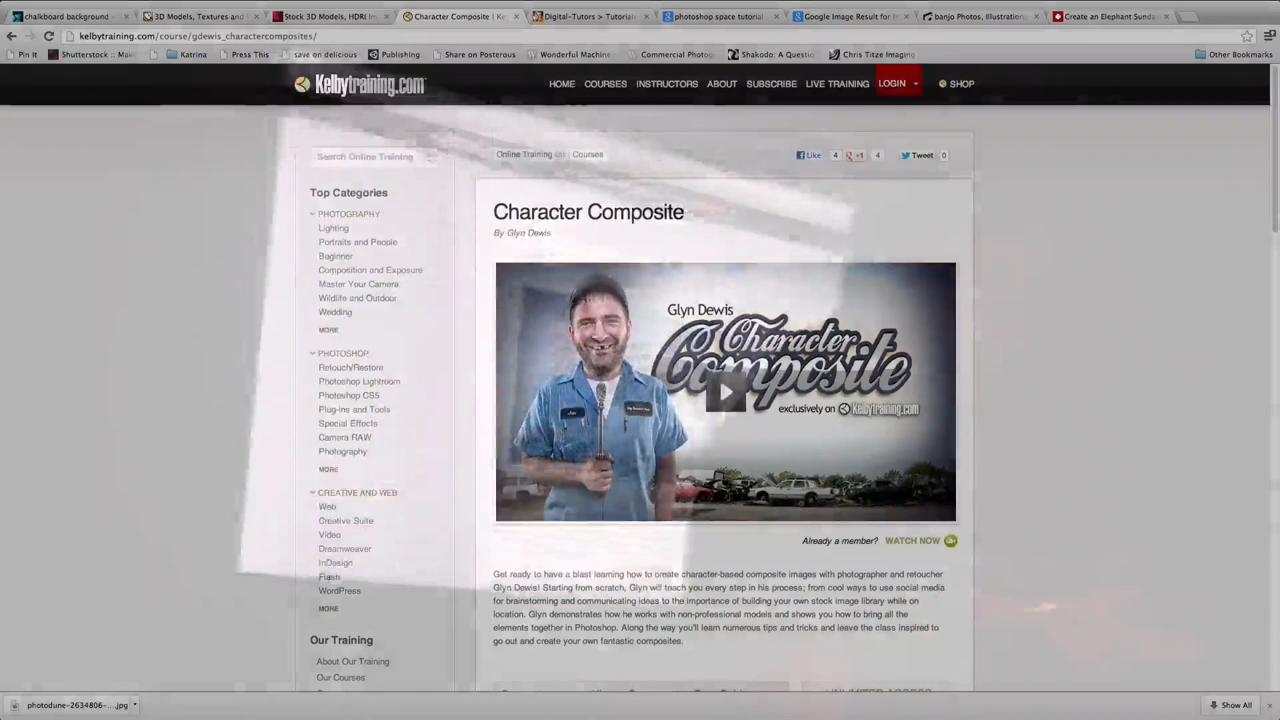 chalkboard background
3D Models, Textures and
Stock 3D Models, HDRI Im
Character Composite | Ke
Digital-Tutors > Tutorial
photoshop space tutorial
Google Image Result for
banjo Photos, Illustration
Create an Elephant Sunda
kelbytraining.com/course/gdewis_charactercomposites/
Pin It
Shutterstock :: Make
Katrina
Press This
save on delicious
Publishing
Share on Posterous
Wonderful Machine
Commercial Photog
Shakodo: A Questio
Chris Titze Imaging
Other Bookmarks
Kelbytraining.com
HOME COURSES INSTRUCTORS ABOUT SUBSCRIBE LIVE TRAINING LOGIN SHOP
Search Online Training
Online Training Courses
Like 4 +1 4 Tweet 0
Top Categories
PHOTOGRAPHY
Lighting
Portraits and People
Beginner
Composition and Exposure
Master Your Camera
Wildlife and Outdoor
Wedding
MORE
PHOTOSHOP
Retouch/Restore
Photoshop Lightroom
Photoshop CS5
Plug-ins and Tools
Special Effects
Camera RAW
Photography
MORE
CREATIVE AND WEB
Web
Creative Suite
Video
Dreamweaver
InDesign
Flash
WordPress
MORE
Our Training
About Our Training
Our Courses
Character Composite
By Glyn Dewis
Glyn Dewis
Character
Composite
exclusively on Kelbytraining.com
Already a member? WATCH NOW
Get ready to have a blast learning how to create character-based composite images with photographer and retoucher
Glyn Dewis! Starting from scratch, Glyn will teach you every step in his process; from cool ways to use social media
for brainstorming and communicating ideas to the importance of building your own stock image library while on
location. Glyn demonstrates how he works with non-professional models and shows you how to bring all the
elements together in Photoshop. Along the way you'll learn numerous tips and tricks and leave the class inspired to
go out and create your own fantastic composites.
UNLIMITED ACCESS
photodune-2634806-....jpg
Show All